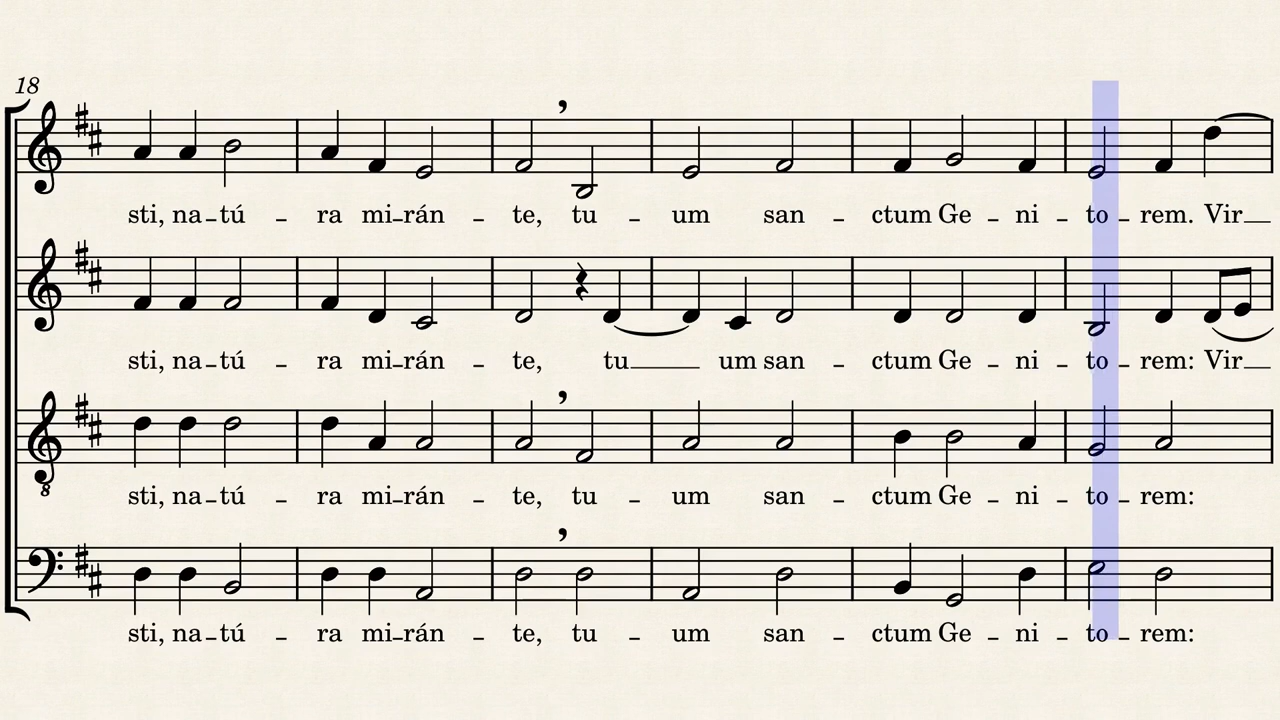 18
sti, na-tú - ra mi-rán - te, tu - um san - ctum Ge - ni - to - rem. Vir
sti, na-tú - ra mi-rán - te, tu um san - ctum Ge - ni - to - rem: Vir
8
sti, na-tú - ra mi-rán - te, tu - um san - ctum Ge - ni - to - rem:
sti, na-tú - ra mi-rán - te, tu - um san - ctum Ge - ni - to - rem: